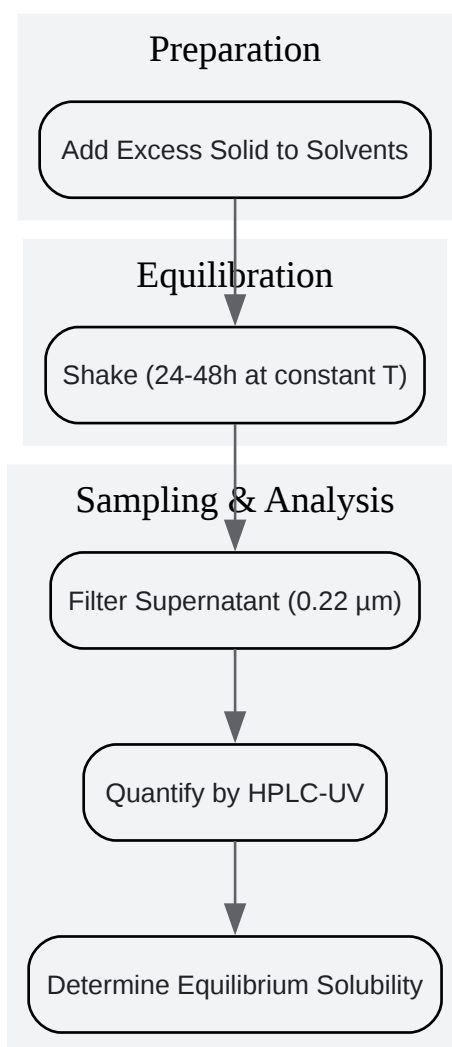 Preparation
Add Excess Solid to Solvents
Equilibration
Shake (24-48h at constant T)
Sampling & Analysis
Filter Supernatant (0.22 µm)
Quantify by HPLC-UV
Determine Equilibrium Solubility